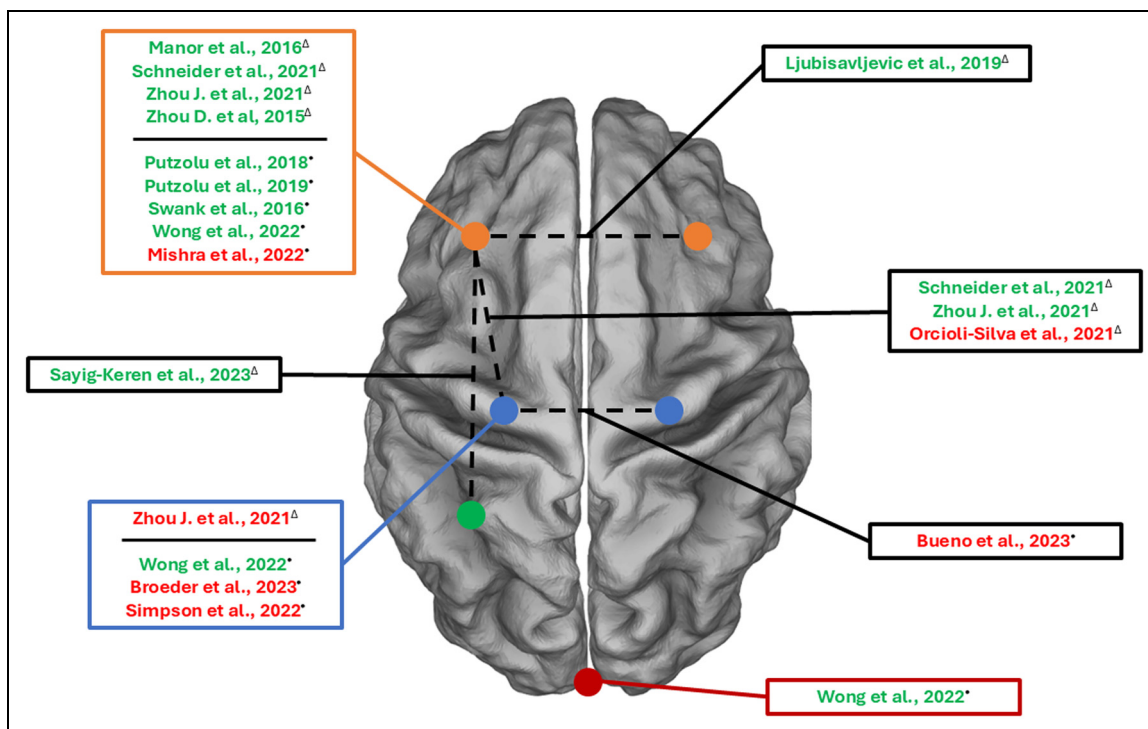 Manor et al., 2016Δ
Schneider et al., 2021Δ
Zhou J. et al., 2021Δ
Zhou D. et al, 2015Δ
Putzolu et al., 2018•
Putzolu et al., 2019•
Swank et al., 2016•
Wong et al., 2022•
Mishra et al., 2022•
Ljubisavljevic et al., 2019Δ
Schneider et al., 2021Δ
Zhou J. et al., 2021Δ
Orcioli-Silva et al., 2021Δ
Sayig-Keren et al., 2023Δ
Zhou J. et al., 2021Δ
Wong et al., 2022•
Broeder et al., 2023•
Simpson et al., 2022•
Bueno et al., 2023•
Wong et al., 2022•